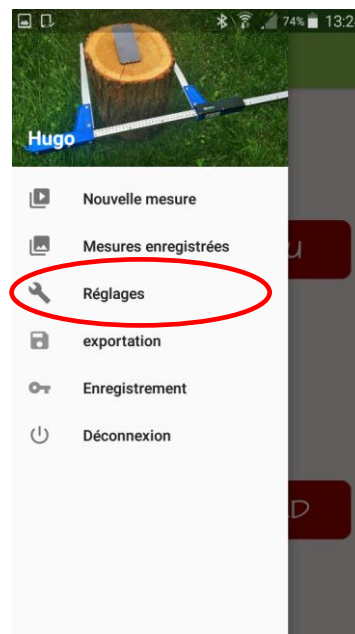 74% 13:2
Hugo
Nouvelle mesure
Mesures enregistrées
Réglages
exportation
Enregistrement
Déconnexion
U
D